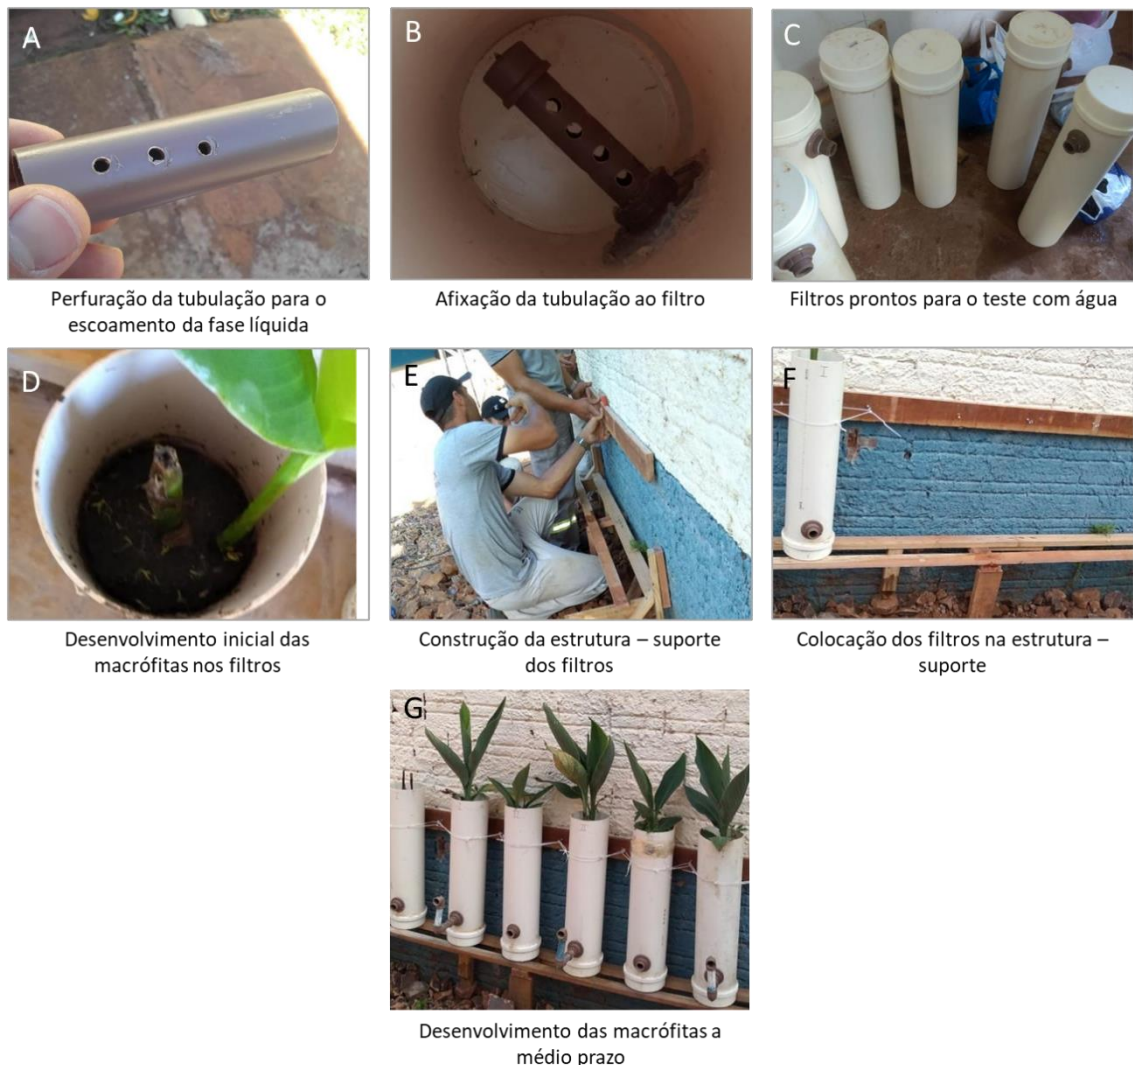 A
B
C
Perfuração da tubulação para o
escoamento da fase líquida
Afixação da tubulação ao filtro
Filtros prontos para o teste com água
D
E
F
Desenvolvimento inicial das
macrófitas nos filtros
Construção da estrutura – suporte
dos filtros
Colocação dos filtros na estrutura –
suporte
G
Desenvolvimento das macrófitas a
médio prazo